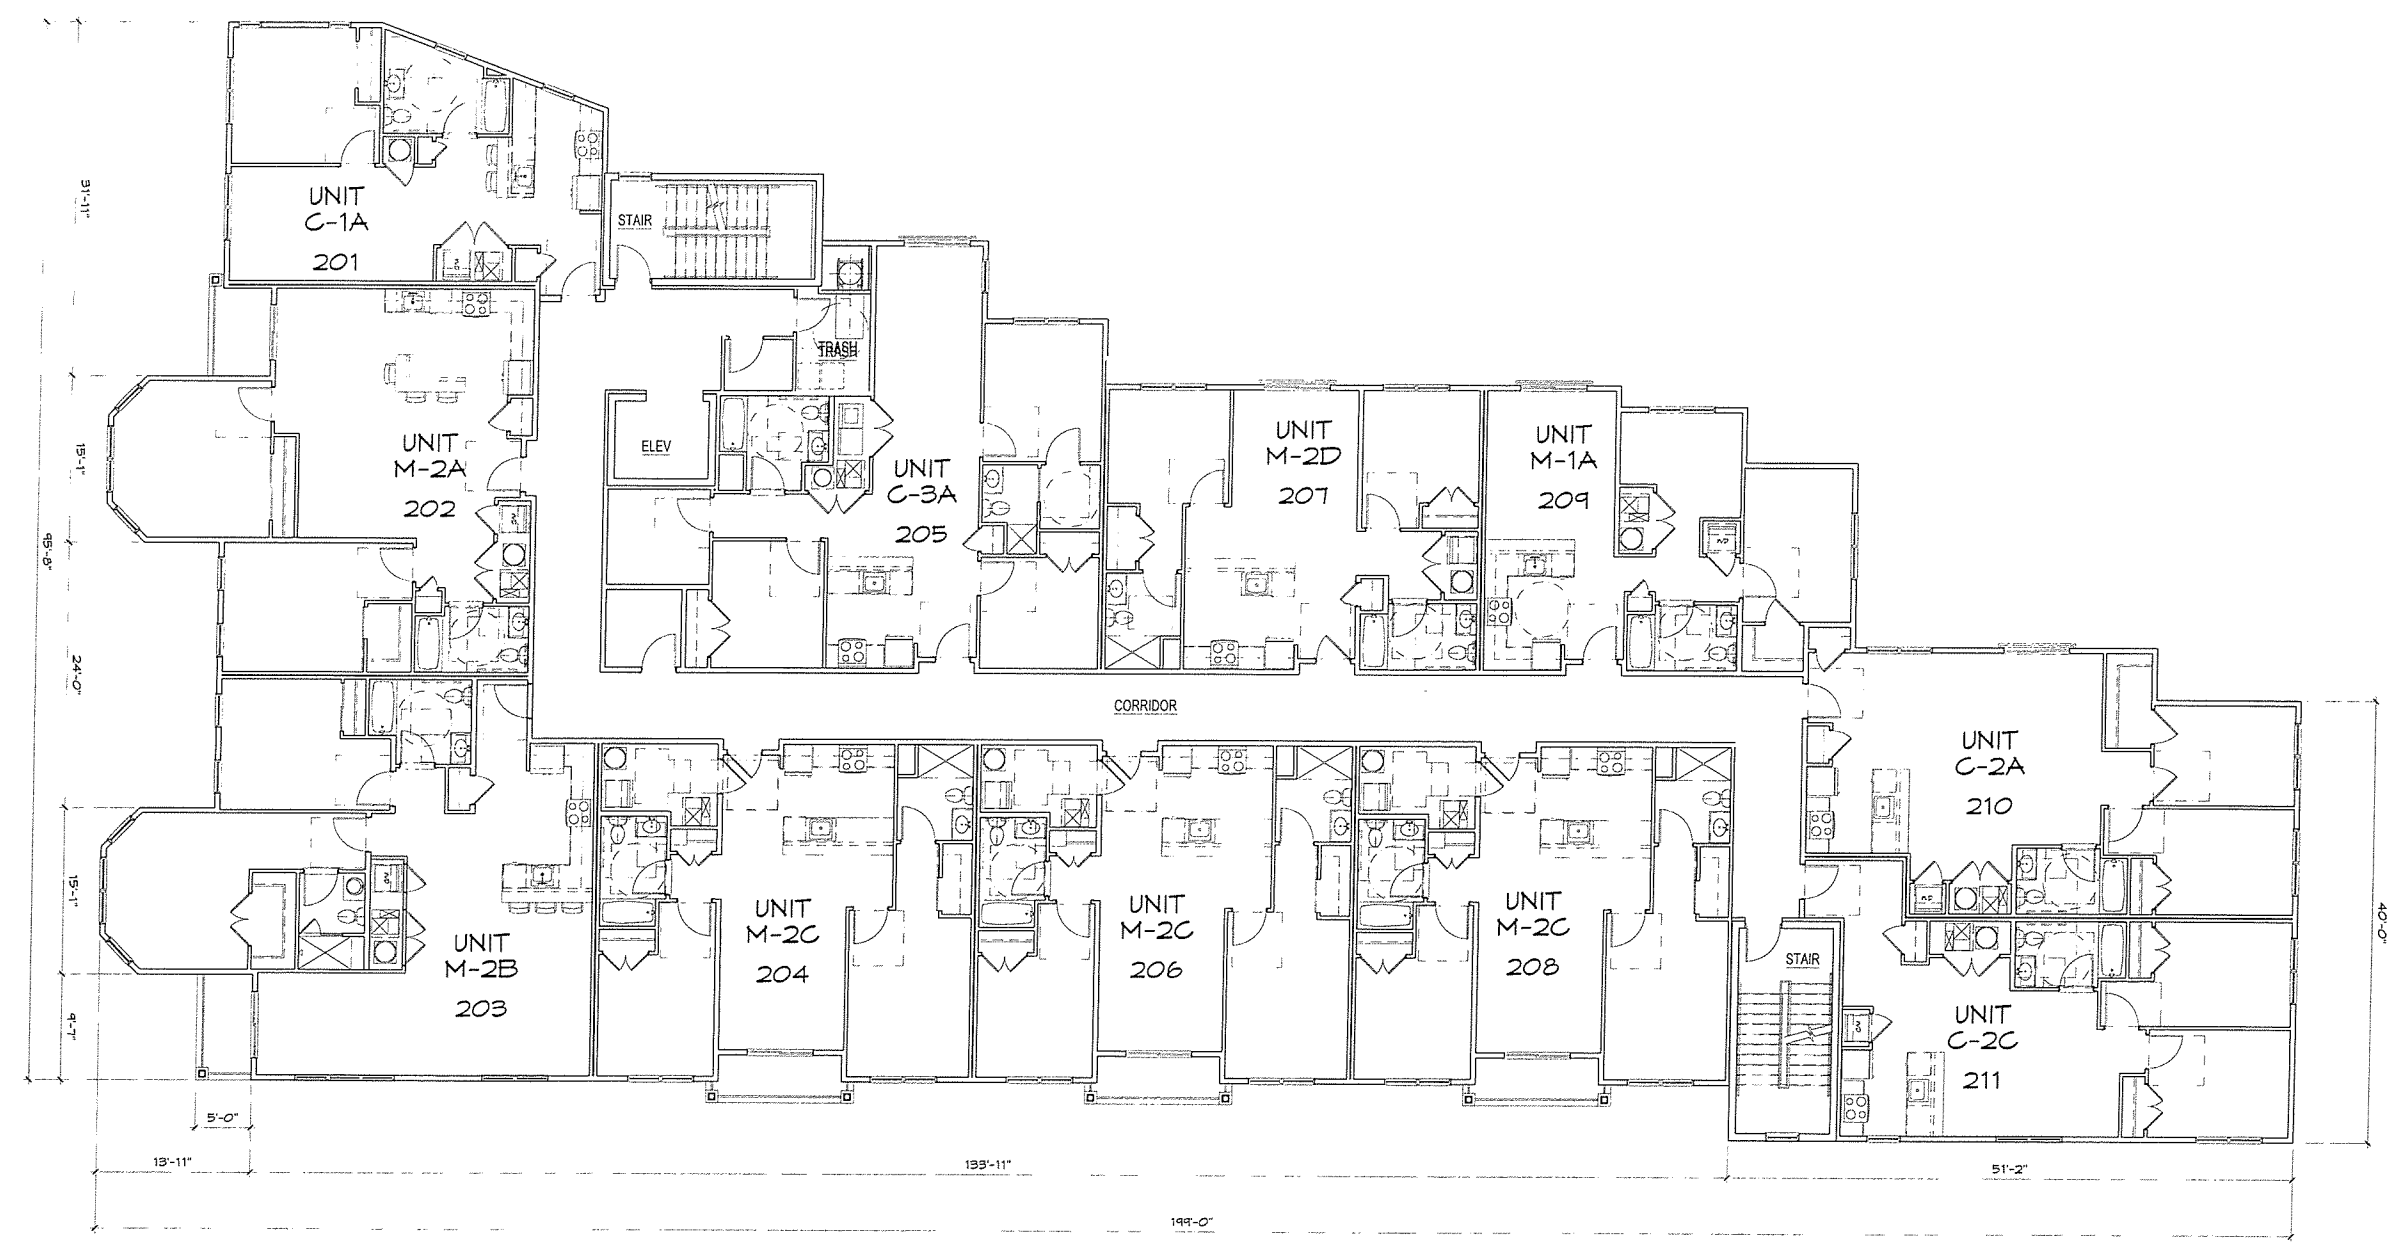 31'-11"
UNIT
C-1A
201
STAIR
TRASH
ELEV
UNIT
M-2A
202
UNIT
C-3A
205
UNIT
M-2D
207
UNIT
M-1A
209
15'-1"
95'-8"
24'-0"
CORRIDOR
UNIT
C-2A
210
15'-1"
UNIT
M-2B
203
UNIT
M-2C
204
UNIT
M-2C
206
UNIT
M-2C
208
STAIR
UNIT
C-2C
211
40'-0"
9'-7"
5'-0"
13'-11"
133'-11"
51'-2"
199'-0"